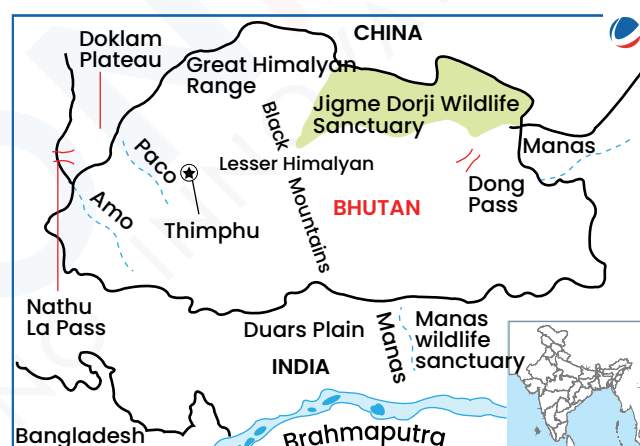 CHINA
Doklam
Plateau
Great Himalyan
Range
Jigme Dorji Wildlife
Sanctuary
Black
Mountains
Paco
Lesser Himalyan
Manas
Amo
Thimphu
BHUTAN
Dong
Pass
Nathu
La Pass
Duars Plain
Manas
Manas
wildlife
sanctuary
INDIA
Bangladesh
Brahmaputra